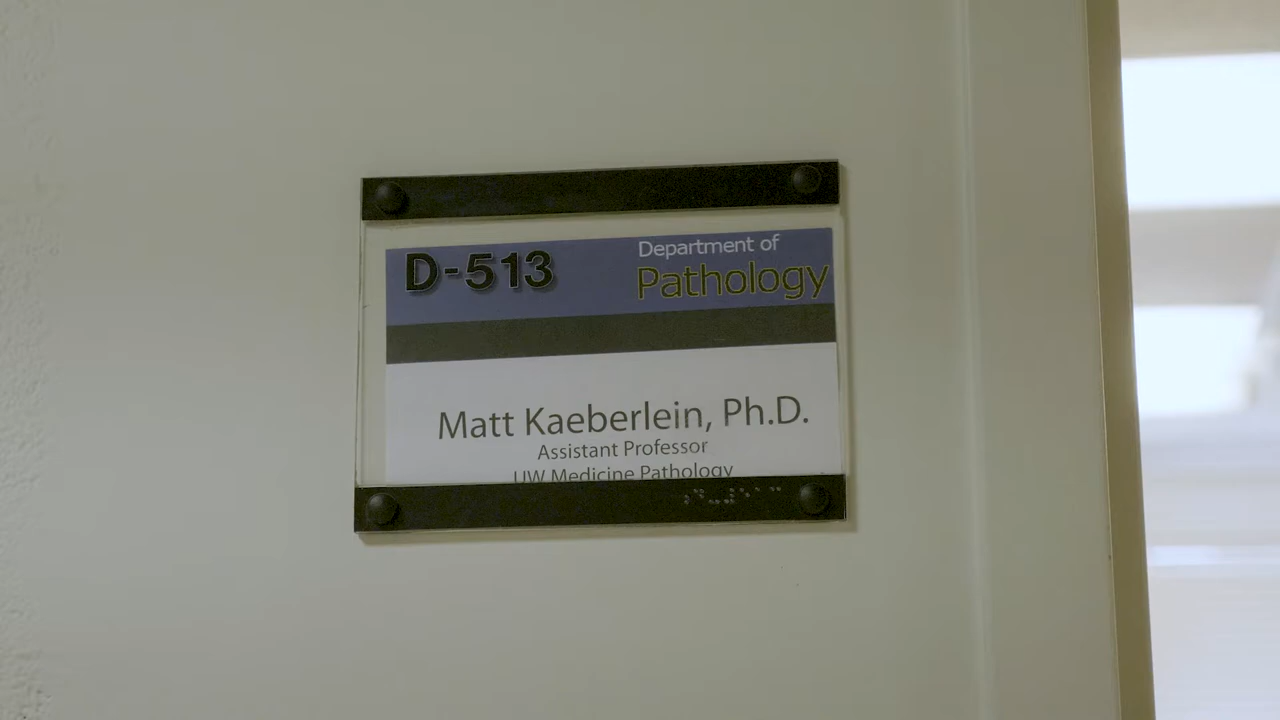 D-513
Department of
Pathology
Matt Kaeberlein, Ph.D.
Assistant Professor
UW Medicine Pathology